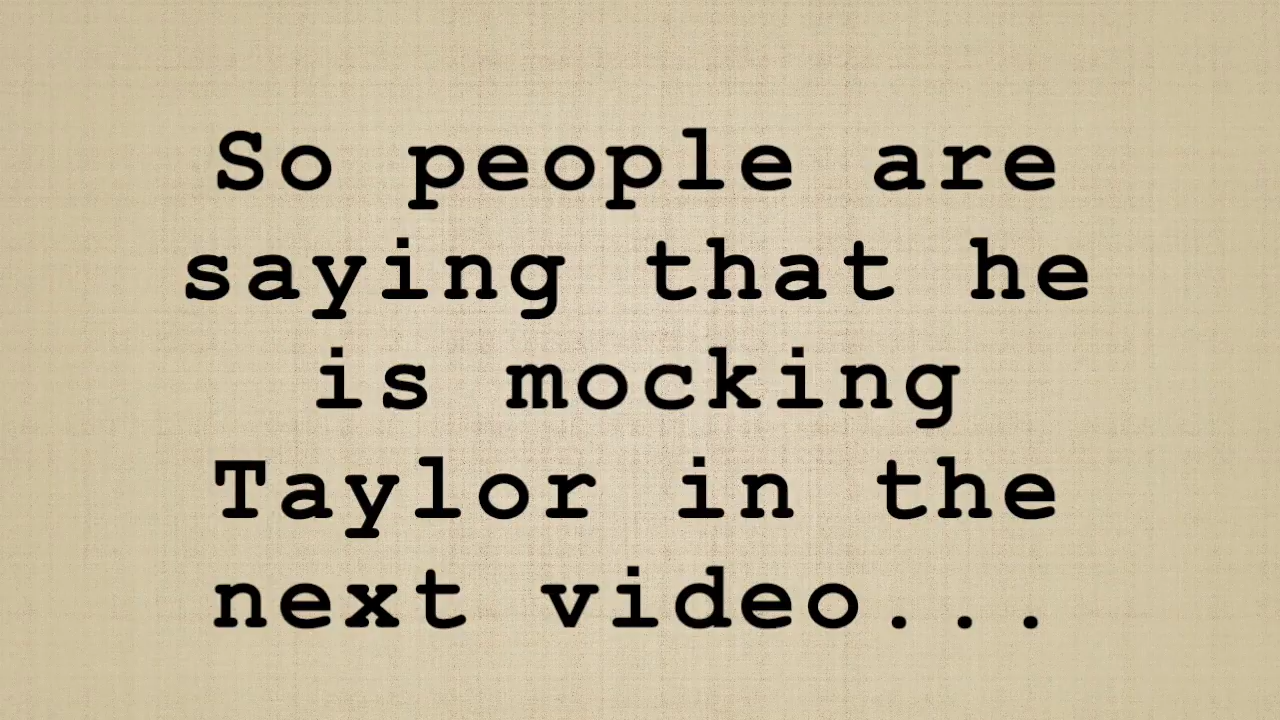 So people are
saying that he
is mocking
Taylor in the
next video...